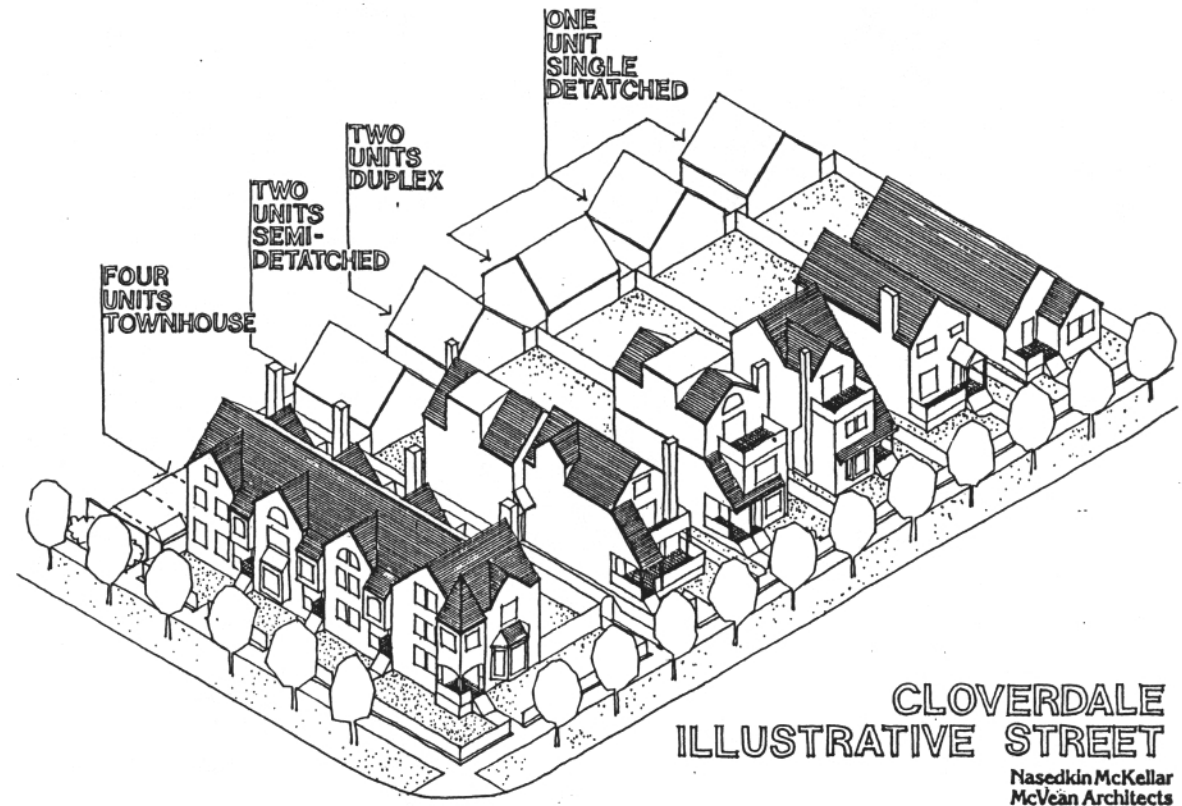 ONE
UNIT
SINGLE
DETATCHED
TWO
UNITS
DUPLEX
TWO
UNITS
SEMI-
DETATCHED
FOUR
UNITS
TOWNHOUSE
CLOVERDALE
ILLUSTRATIVE STREET
Nasedkin McKellar
McVean Architects